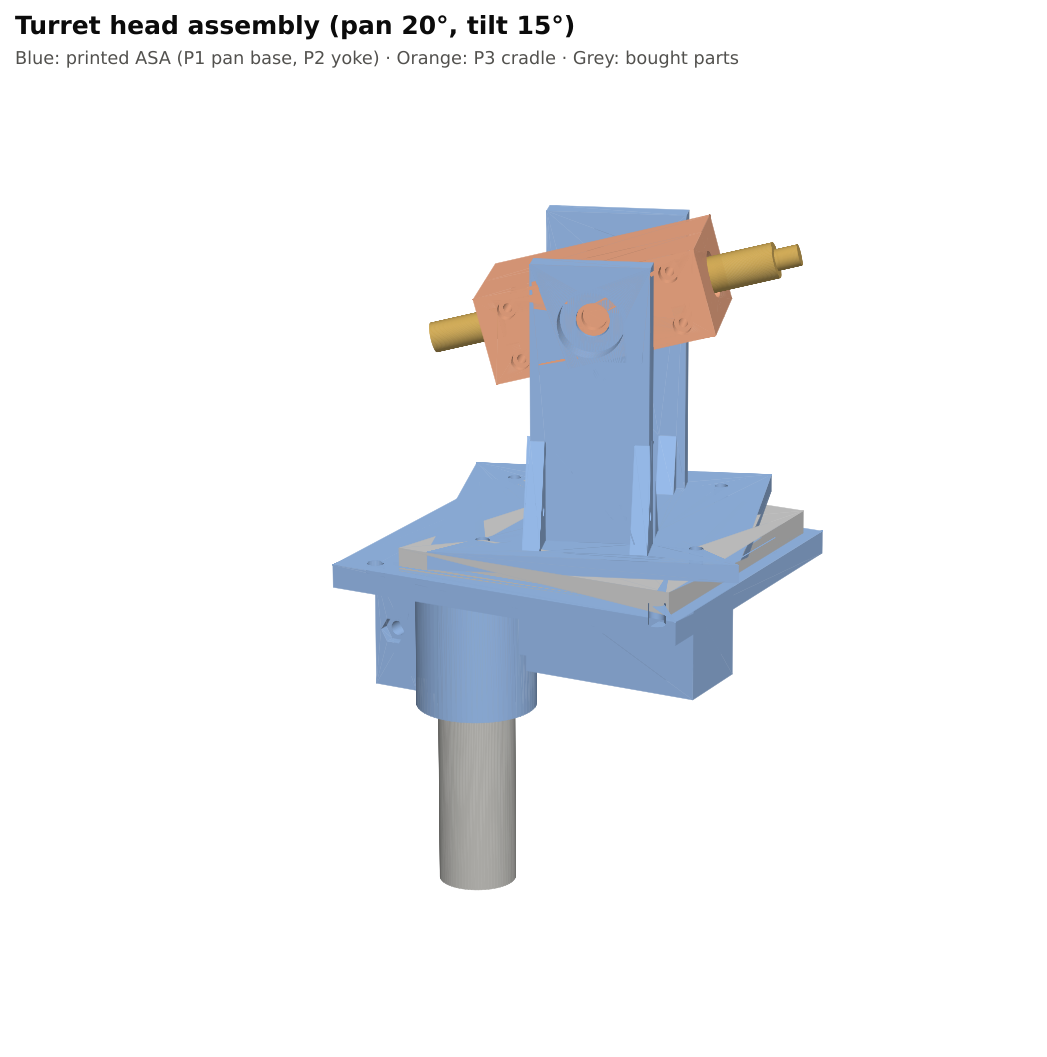 Turret head assembly (pan 20°, tilt 15°)
Blue: printed ASA (P1 pan base, P2 yoke) · Orange: P3 cradle · Grey: bought parts